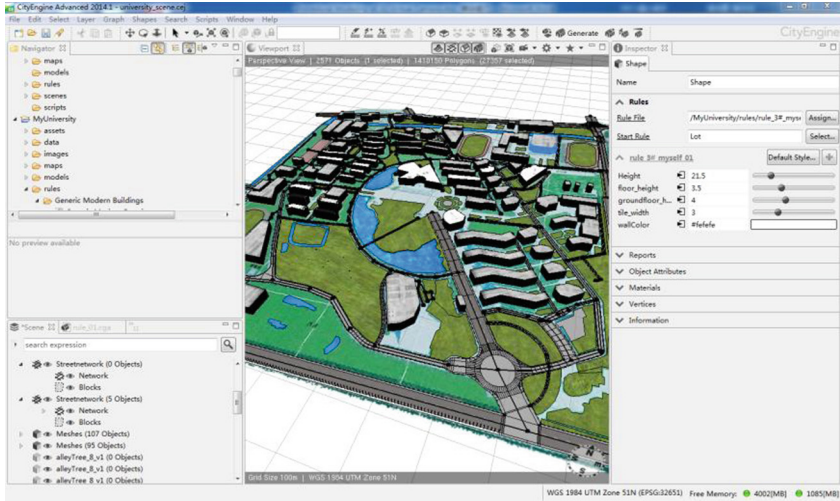 CityEngine Advanced 2014.1 - university_scene.cej
File Edit Select Layer Graph Shapes Search Scripts Window Help
Generate
CityEngine
Navigator
maps
models
rules
scenes
scripts
MyUniversity
assets
data
images
maps
models
rules
Generic Modern Buildings
No preview available
*Scene rule_01.cga
search expression
Streetnetwork (0 Objects)
Network
Blocks
Streetnetwork (5 Objects)
Network
Blocks
Meshes (107 Objects)
Meshes (95 Objects)
alleyTree_8_v1 (0 Objects)
alleyTree_8_v1 (0 Objects)
alleyTree_8_v1 (0 Objects)
Viewport
Perspective View | 2571 Objects (1 selected) | 1418150 Polygons (27357 selected)
Grid Size 100m | WGS 1984 UTM Zone 51N
Inspector
Shape
Name Shape
Rules
Rule File /MyUniversity/rules/rule_3#_mys Assign...
Start Rule Lot Select...
rule 3# myself 01 Default Style...
Height 21.5
floor_height 3.5
groundfloor_h... 4
tile_width 3
wallColor #fefefe
Reports
Object Attributes
Materials
Vertices
Information
WGS 1984 UTM Zone 51N (EPSG:32651) Free Memory: 4002[MB] 1085[MB]